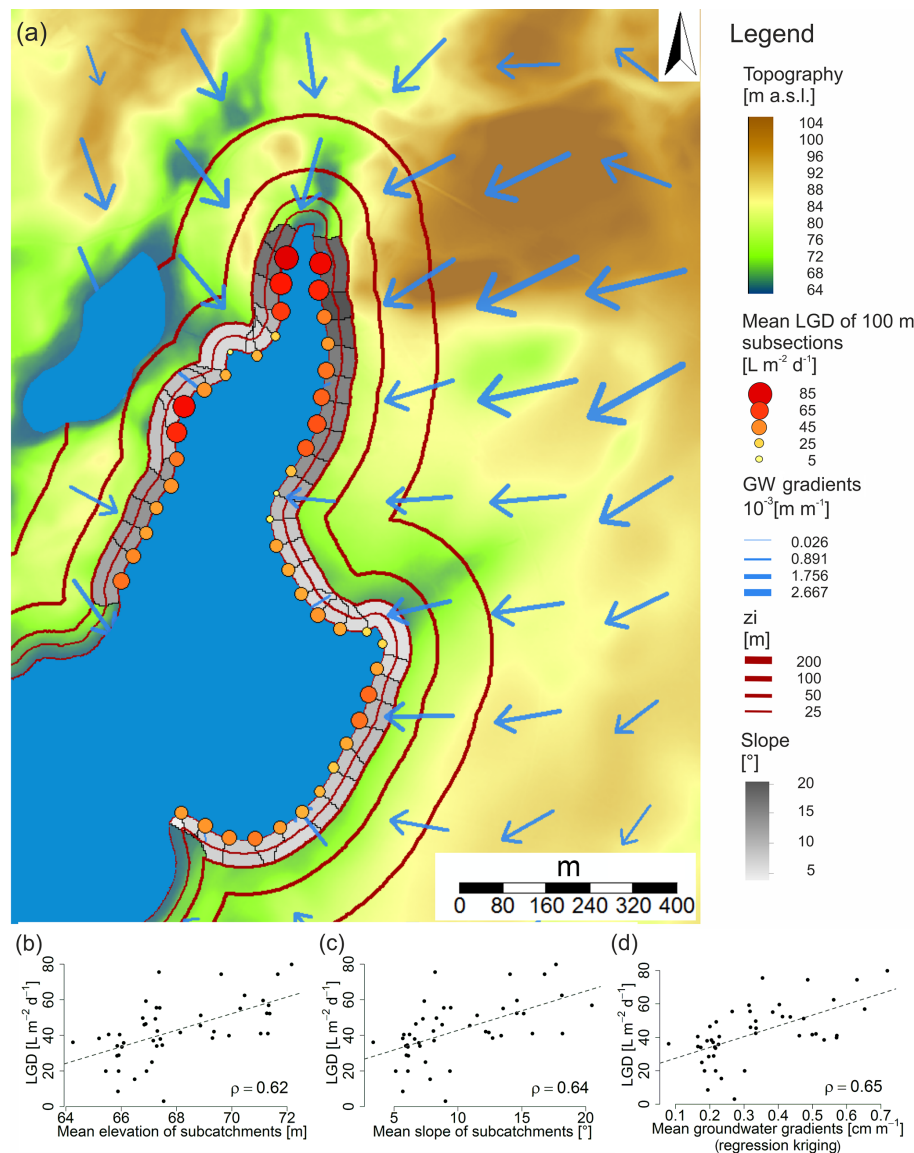 (a)
Legend
Topography
[m a.s.l.]
104
104
96
92
88
84
80
76
72
68
64
Mean LGD of 100 m
subsections
[L m⁻² d⁻¹]
85
65
45
25
5
GW gradients
10⁻³[m m⁻¹]
0.026
0.891
1.756
2.667
zi
[m]
200
100
50
25
Slope
[°]
20
15
10
5
m
0 80 160 240 320 400
(b)
LGD [L m⁻² d⁻¹]
80
60
40
20
0
ρ = 0.62
64 66 68 70 72
Mean elevation of subcatchments [m]
(c)
LGD [L m⁻² d⁻¹]
80
60
40
20
0
ρ = 0.64
5 10 15 20
Mean slope of subcatchments [°]
(d)
LGD [L m⁻² d⁻¹]
80
60
40
20
0
ρ = 0.65
0.1 0.2 0.3 0.4 0.5 0.6 0.7
Mean groundwater gradients [cm m⁻¹]
(regression kriging)